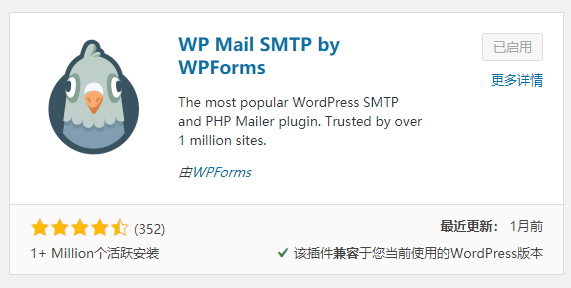 WP Mail SMTP by
WPForms
已启用
更多详情
The most popular WordPress SMTP
and PHP Mailer plugin. Trusted by over
1 million sites.
由WPForms
(352)
最近更新： 1月前
1+ Million个活跃安装
该插件兼容于您当前使用的WordPress版本